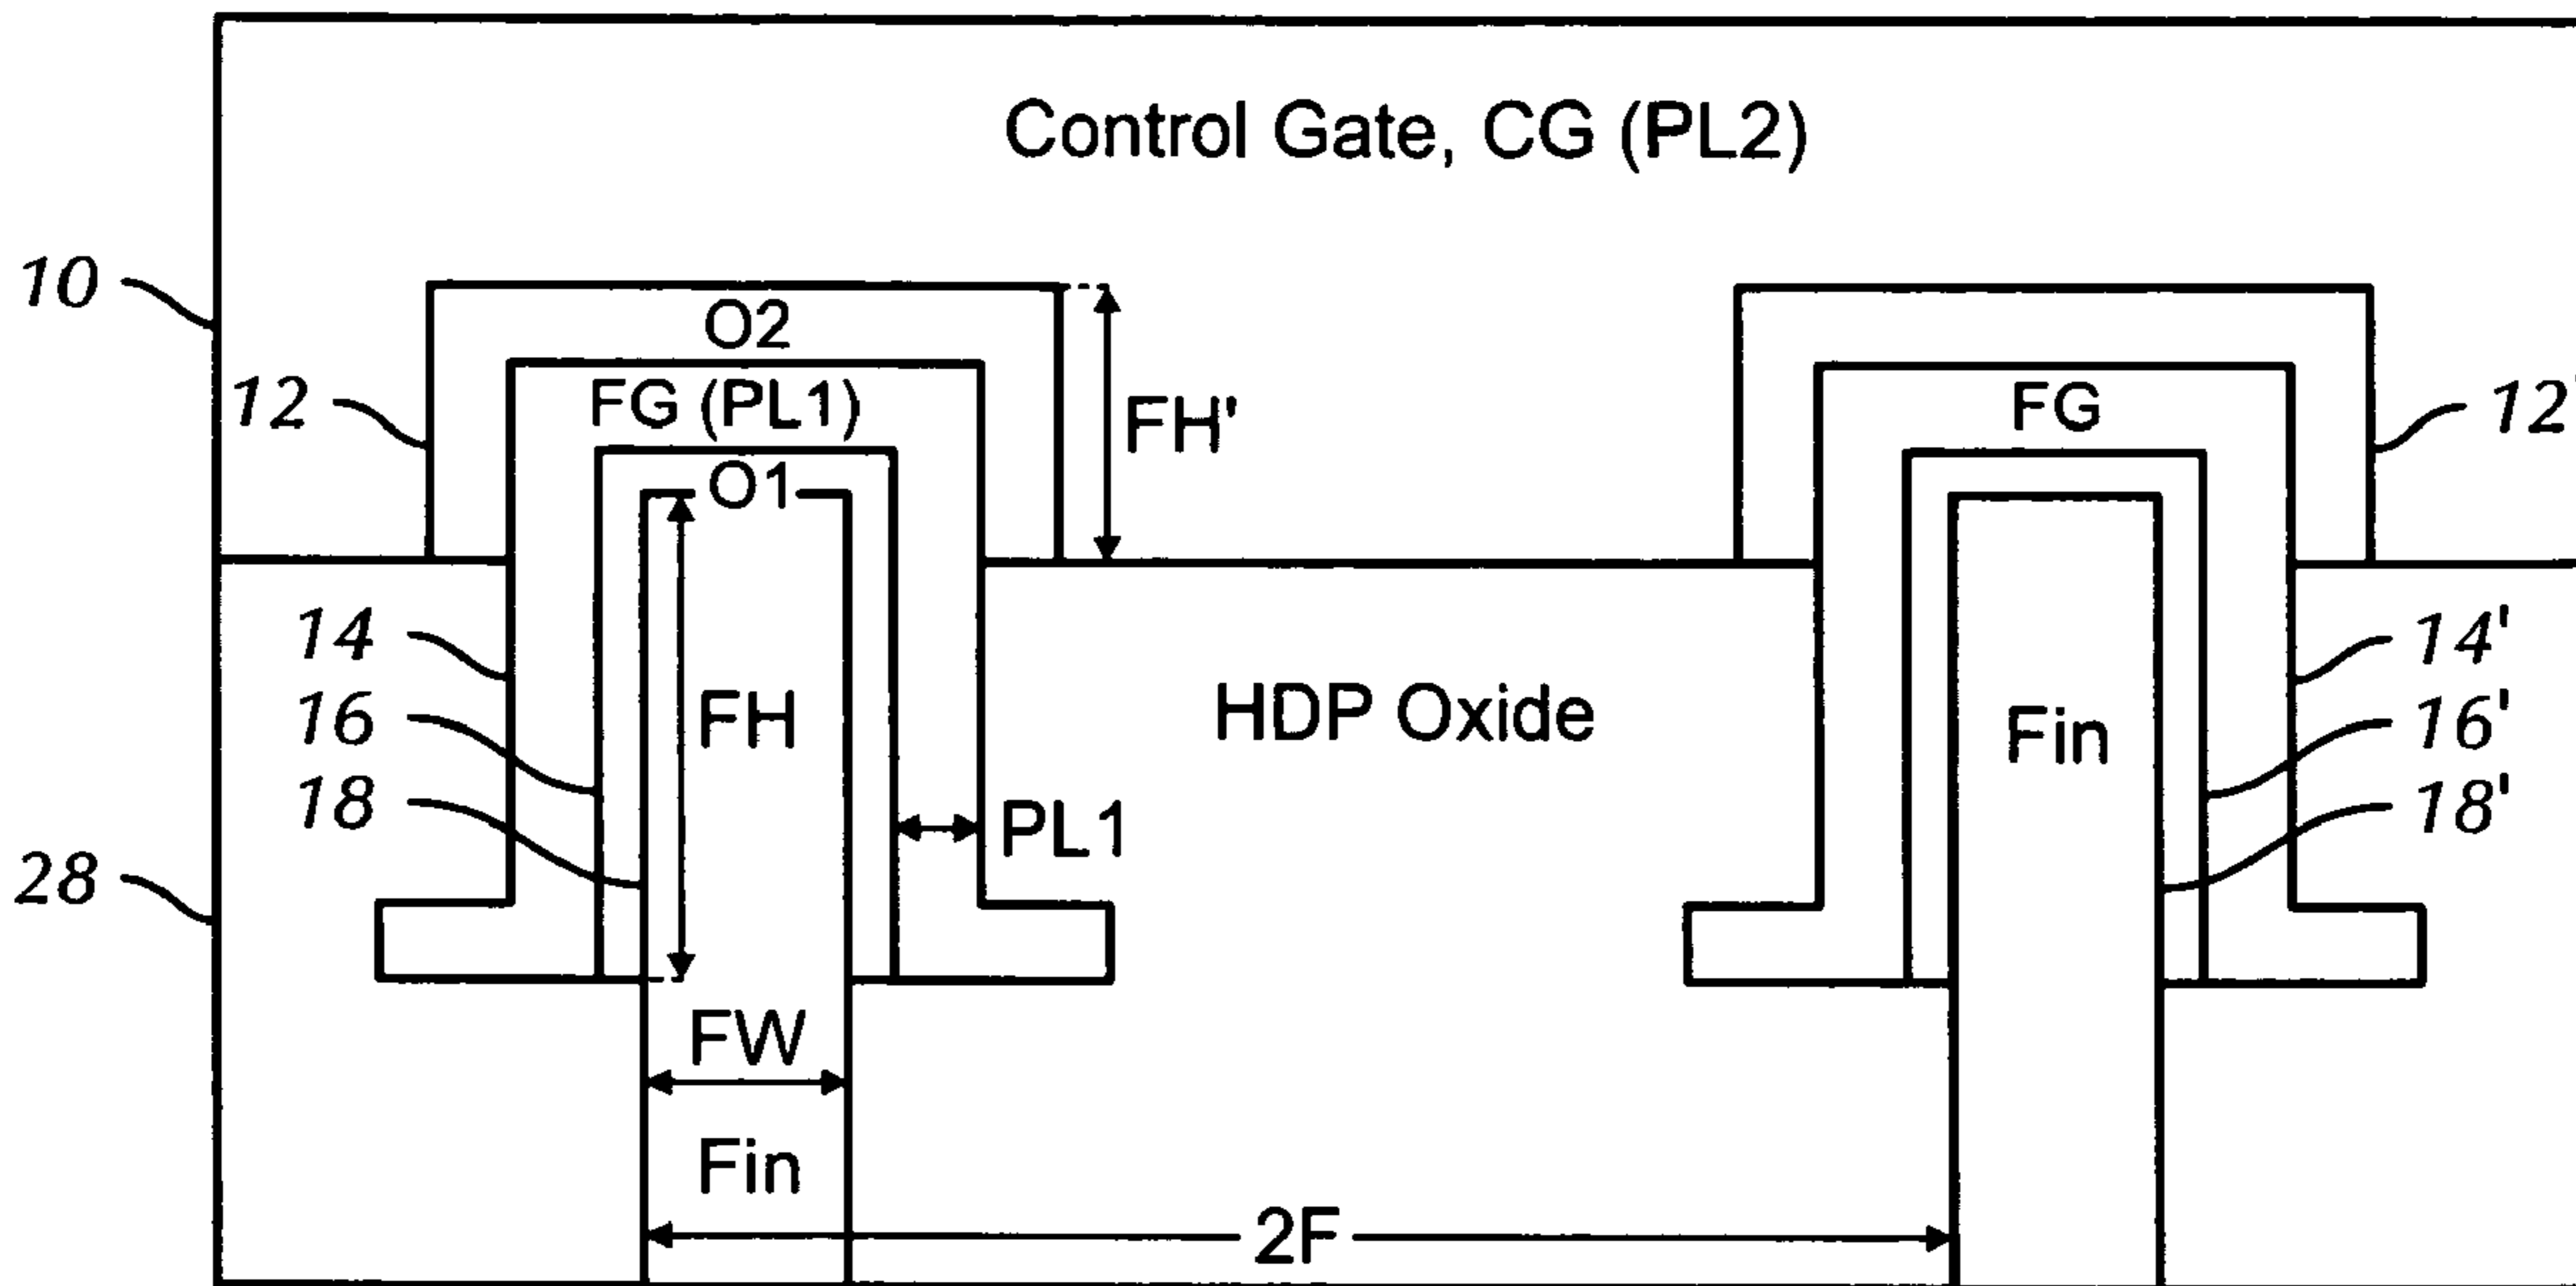 Control Gate, CG (PL2)
10
O2
12
FG (PL1)
FH'
FG
12'
O1
14
14'
16
FH
HDP Oxide
Fin
16'
18
PL1
18'
28
FW
Fin
2F